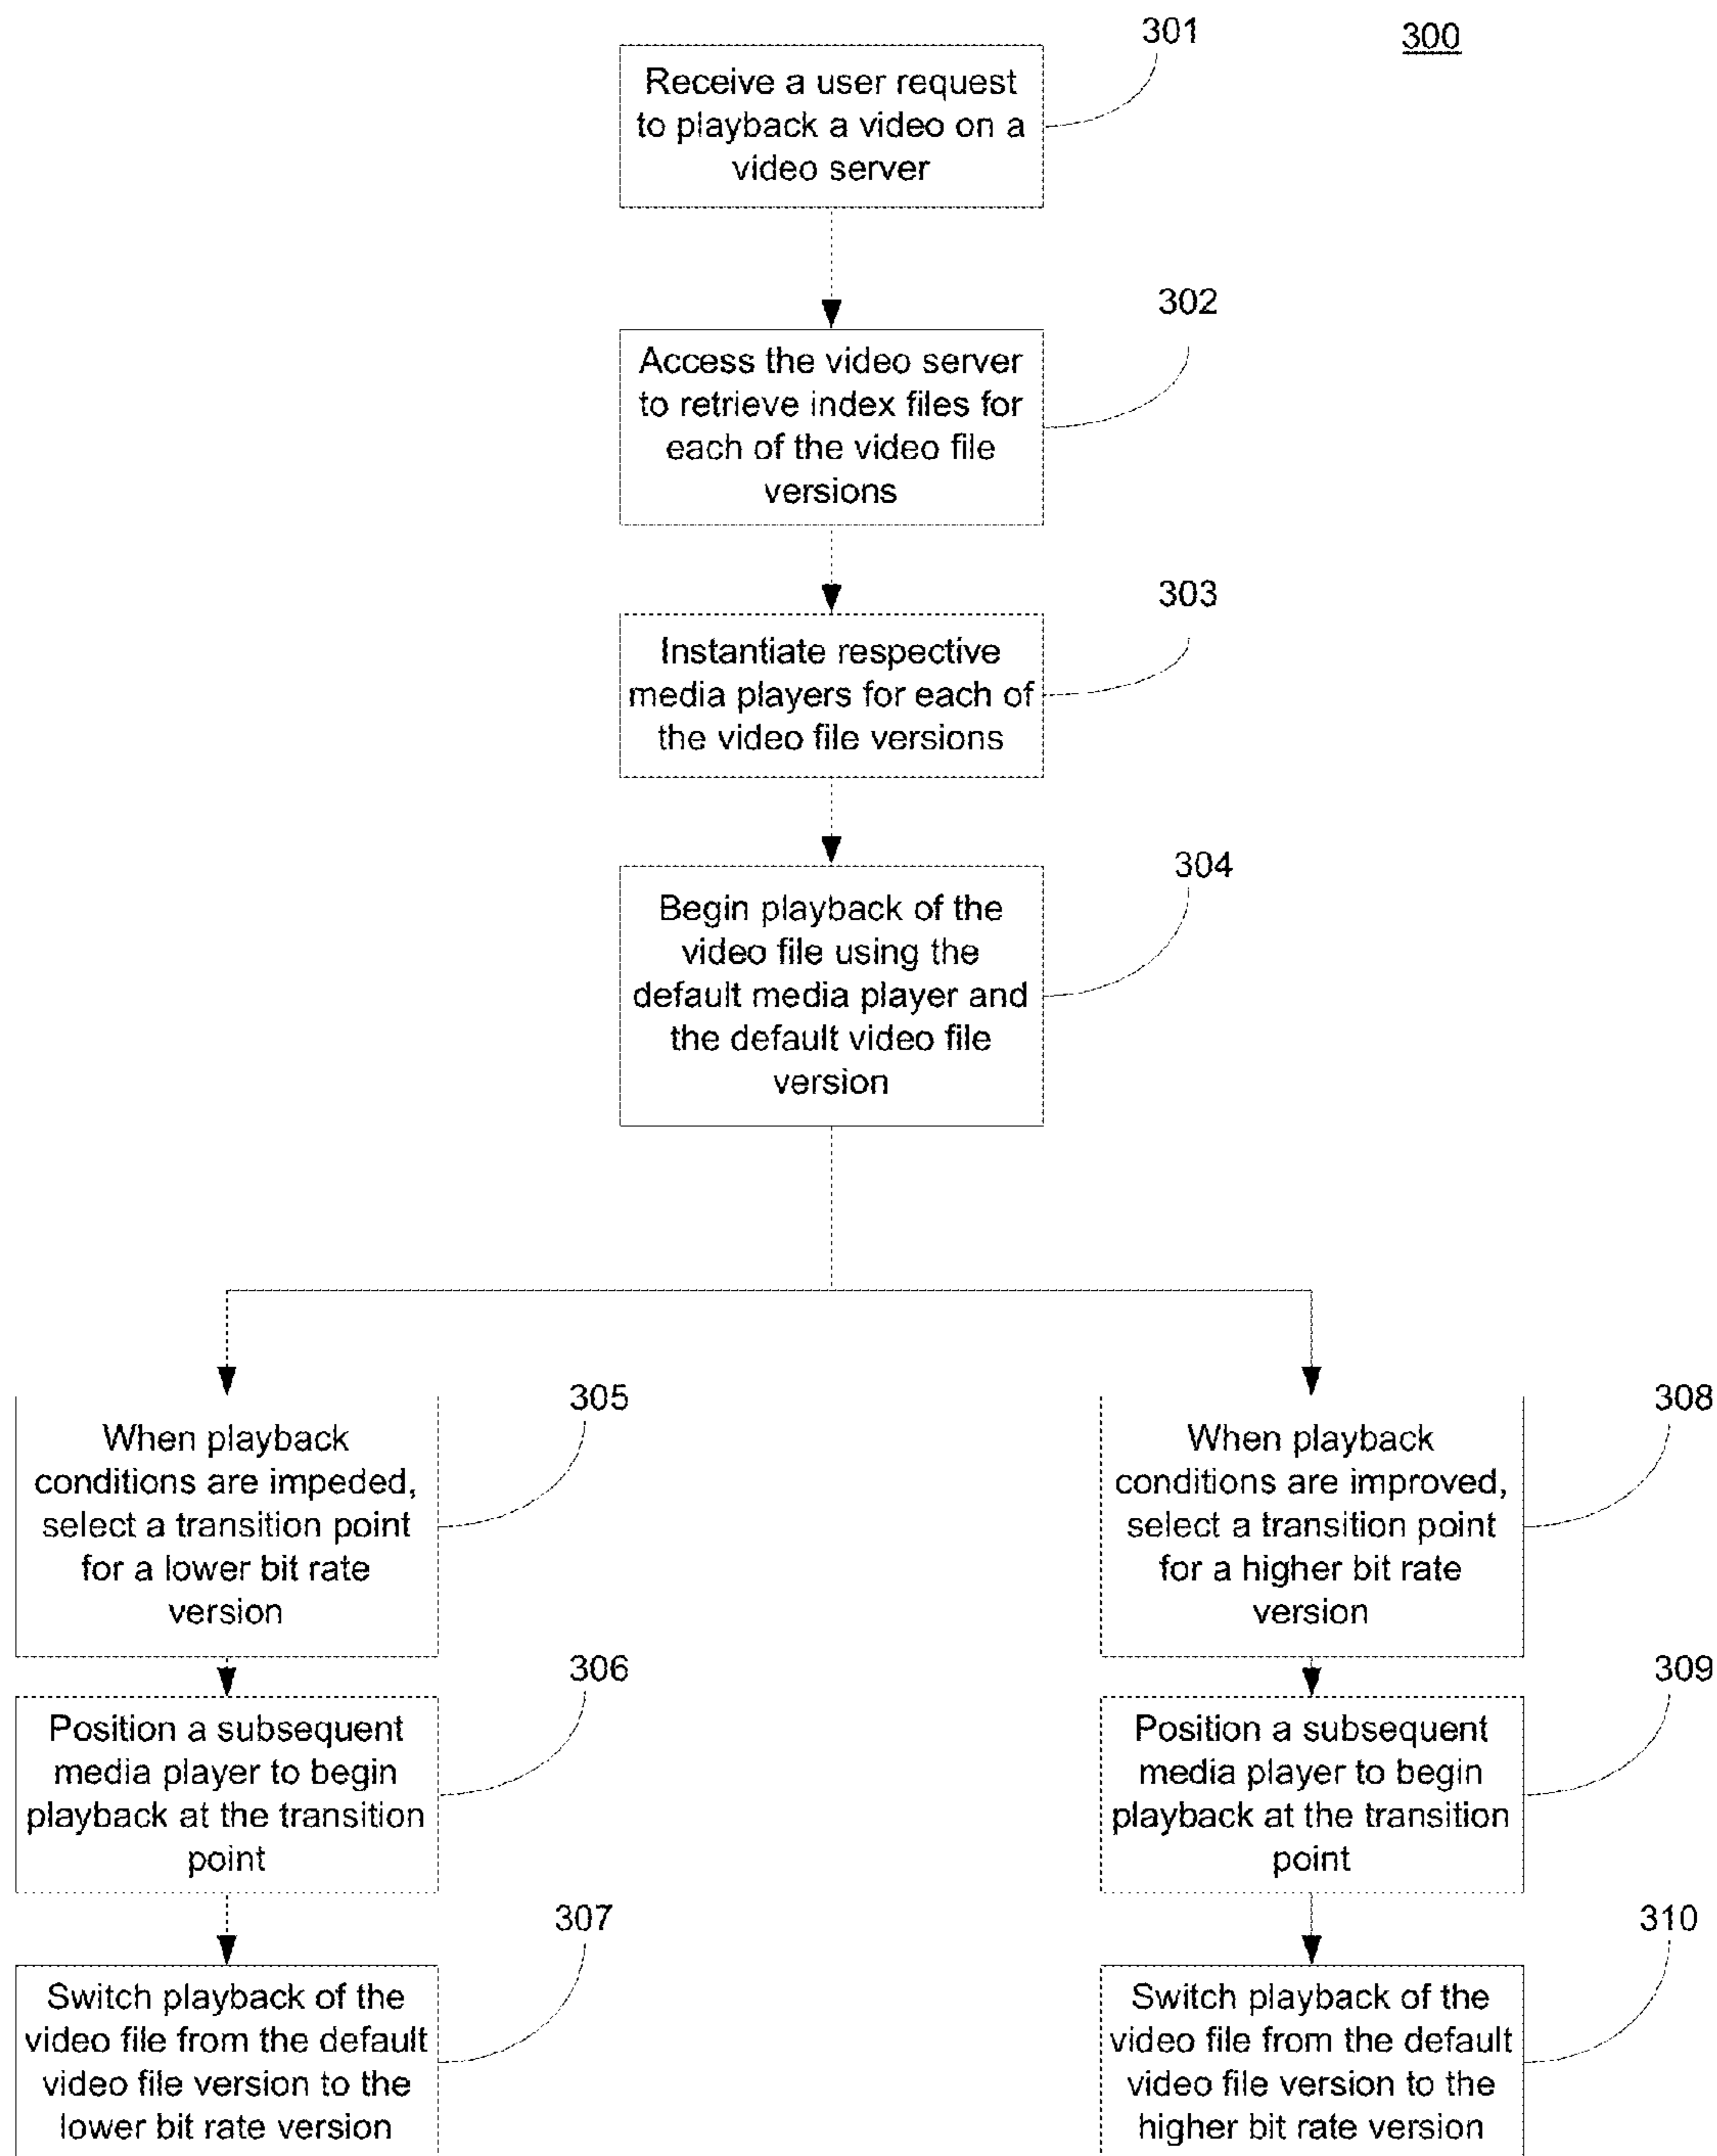 301
300
Receive a user request
to playback a video on a
video server
302
Access the video server
to retrieve index files for
each of the video file
versions
303
Instantiate respective
media players for each of
the video file versions
304
Begin playback of the
video file using the
default media player and
the default video file
version
305
When playback
conditions are impeded,
select a transition point
for a lower bit rate
version
306
Position a subsequent
media player to begin
playback at the transition
point
307
Switch playback of the
video file from the default
video file version to the
lower bit rate version
308
When playback
conditions are improved,
select a transition point
for a higher bit rate
version
309
Position a subsequent
media player to begin
playback at the transition
point
310
Switch playback of the
video file from the default
video file version to the
higher bit rate version